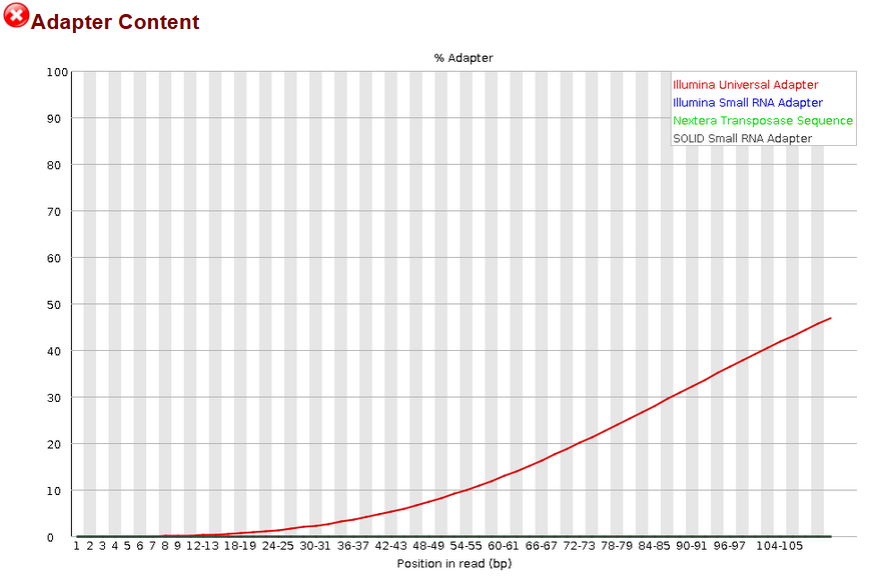 Adapter Content
% Adapter
Illumina Universal Adapter
Illumina Small RNA Adapter
Nextera Transposase Sequence
SOLID Small RNA Adapter
100
90
80
70
60
50
40
30
20
10
0
1 2 3 4 5 6 7 8 9 12-13 18-19 24-25 30-31 36-37 42-43 48-49 54-55 60-61 66-67 72-73 78-79 84-85 90-91 96-97 104-105
Position in read (bp)